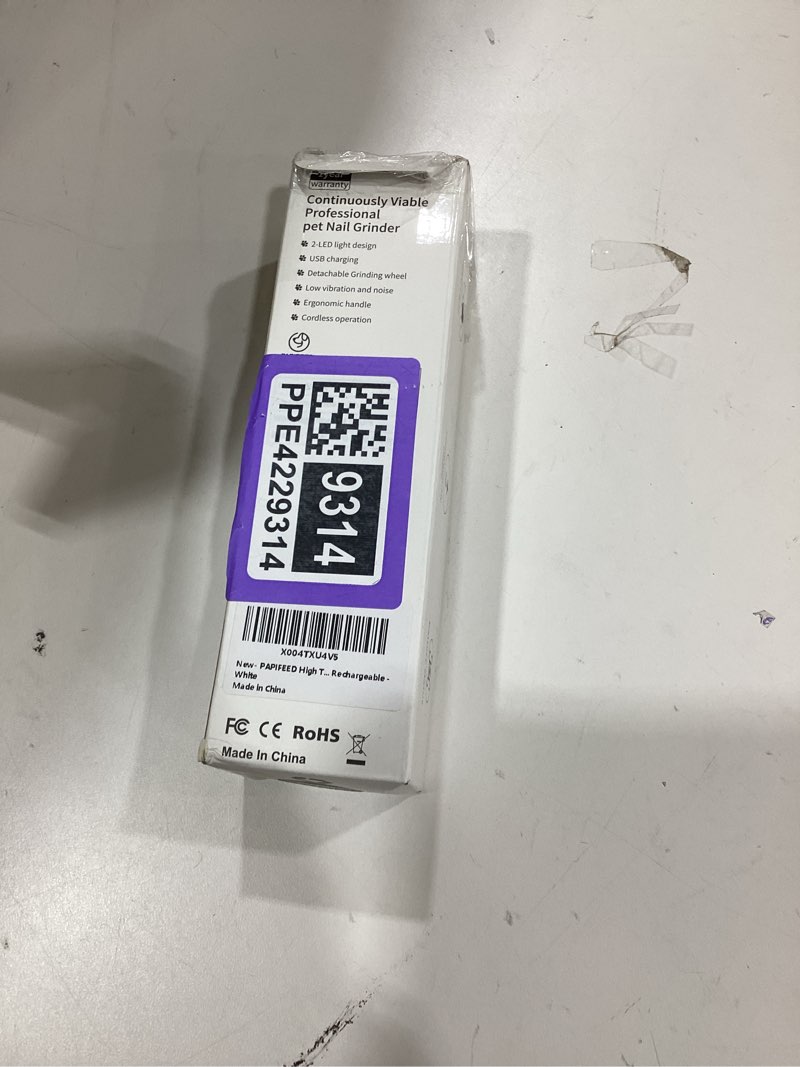 warranty
Continuously Viable
Professional
pet Nail Grinder
2-LED light design
USB charging
Detachable Grinding wheel
Low vibration and noise
Ergonomic handle
Cordless operation
PPE4229314
9314
X004TXU4V5
New- PAPIFEED High T... Rechargeable -
White
Made in China
FC CE RoHS
Made In China